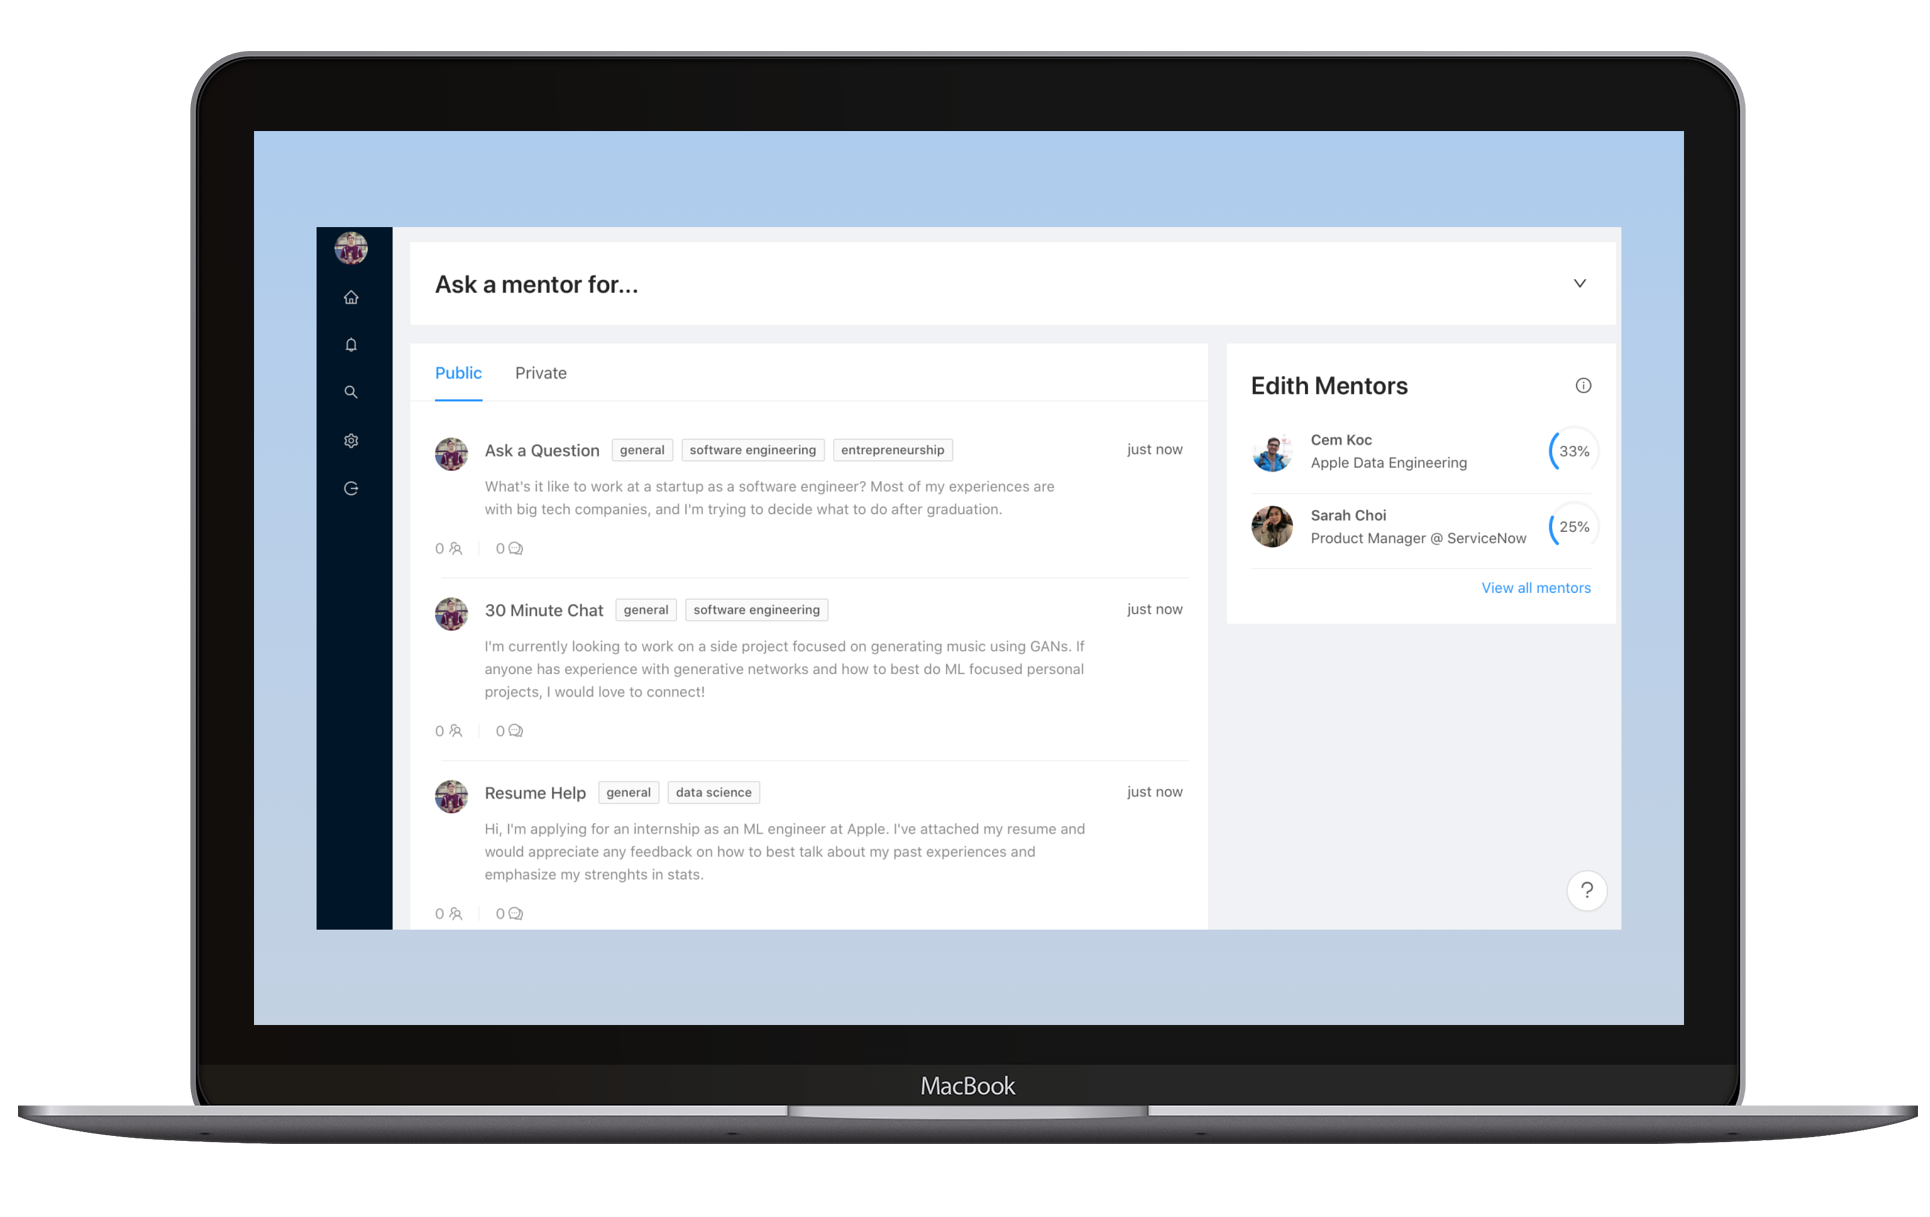 Ask a mentor for...
Public Private
Ask a Question general software engineering entrepreneurship just now
What's it like to work at a startup as a software engineer? Most of my experiences are
with big tech companies, and I'm trying to decide what to do after graduation.
0 0
30 Minute Chat general software engineering just now
I'm currently looking to work on a side project focused on generating music using GANs. If
anyone has experience with generative networks and how to best do ML focused personal
projects, I would love to connect!
0 0
Resume Help general data science just now
Hi, I'm applying for an internship as an ML engineer at Apple. I've attached my resume and
would appreciate any feedback on how to best talk about my past experiences and
emphasize my strenghts in stats.
0 0
Edith Mentors
Cem Koc
Apple Data Engineering
33%
Sarah Choi
Product Manager @ ServiceNow
25%
View all mentors
?
MacBook